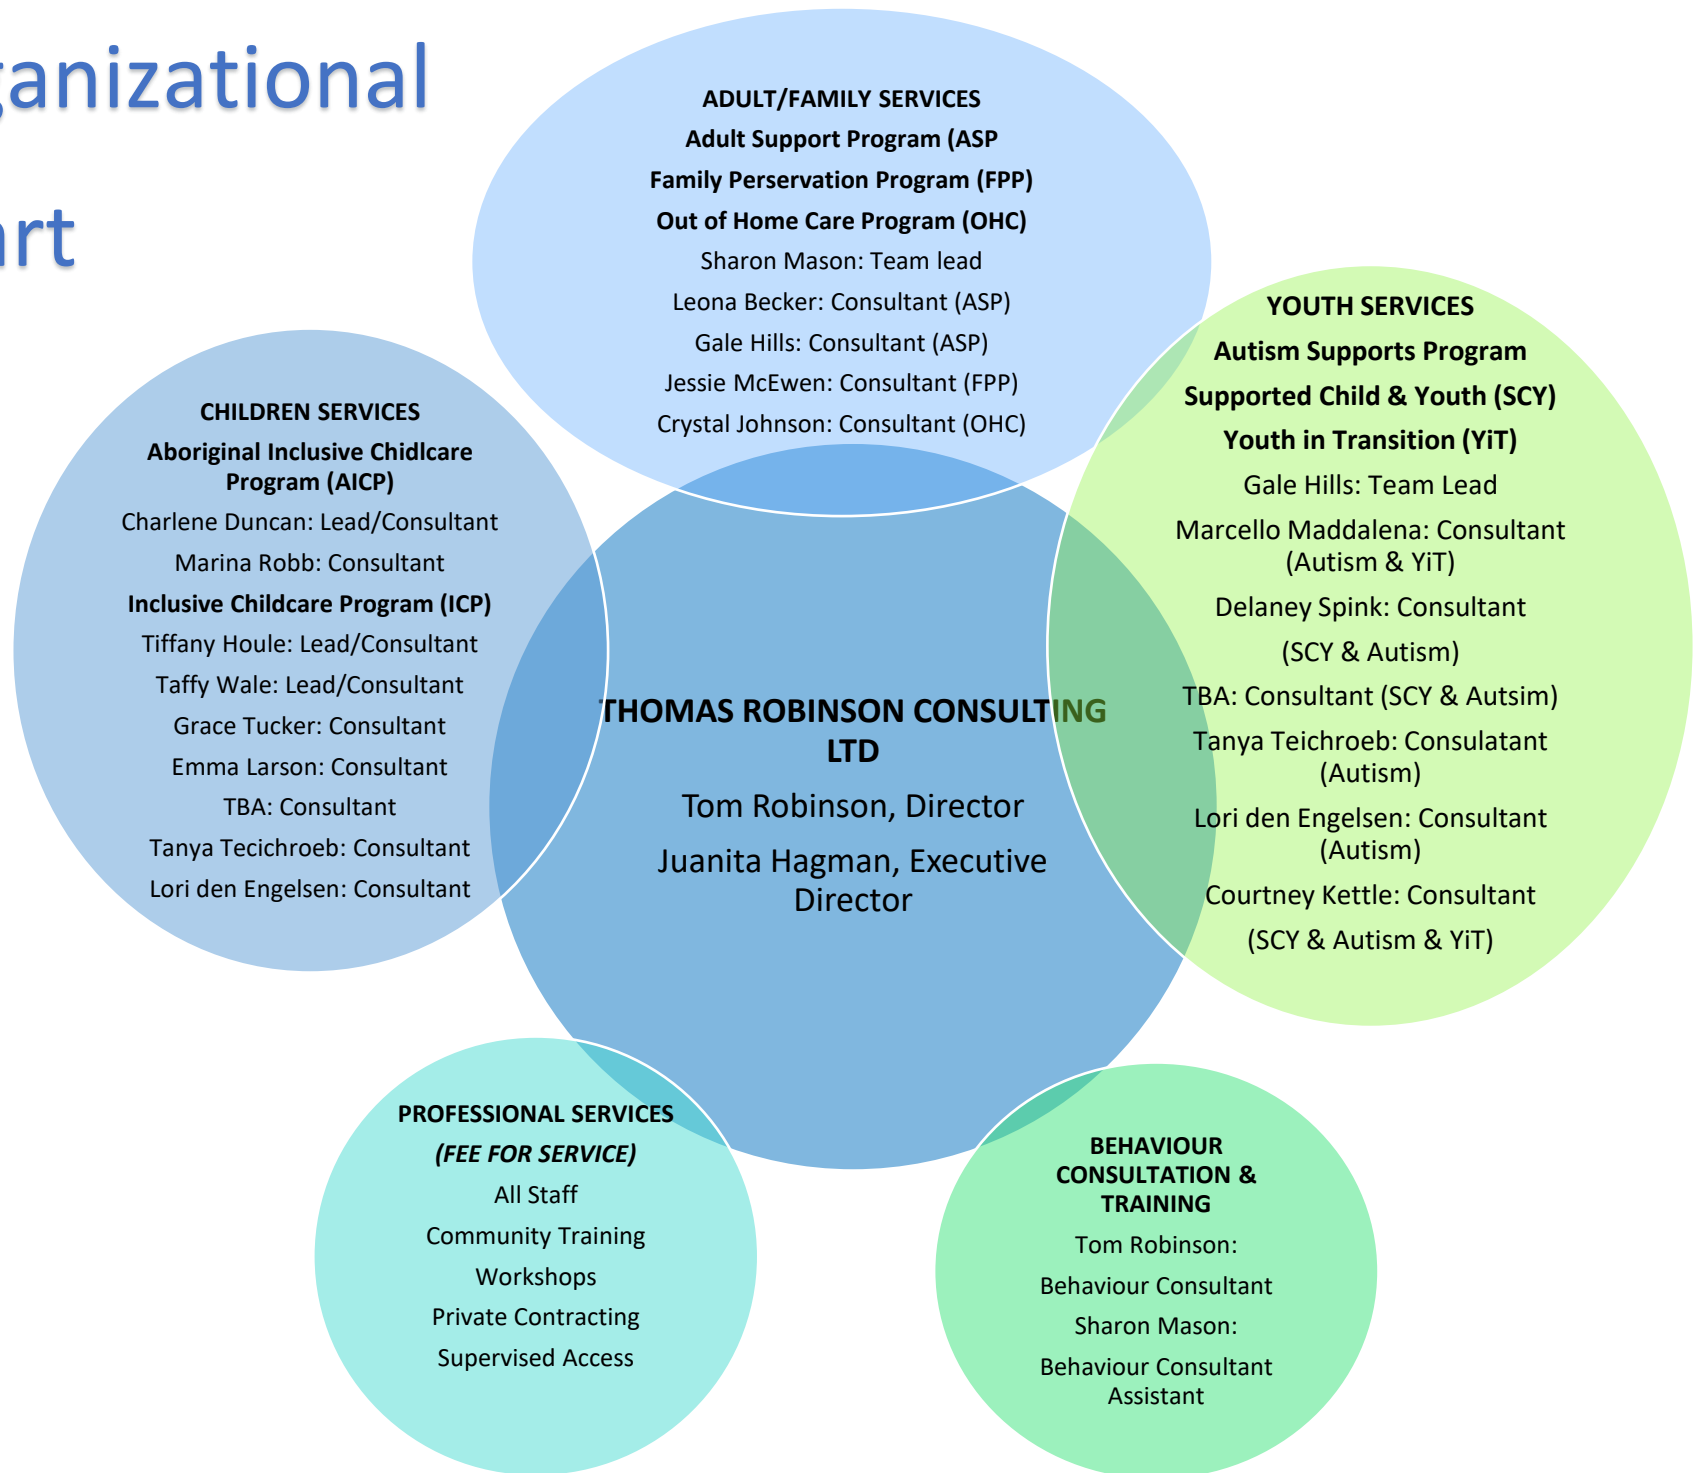 ganizational
art
ADULT/FAMILY SERVICES
Adult Support Program (ASP
Family Perservation Program (FPP)
Out of Home Care Program (OHC)
Sharon Mason: Team lead
Leona Becker: Consultant (ASP)
Gale Hills: Consultant (ASP)
Jessie McEwen: Consultant (FPP)
Crystal Johnson: Consultant (OHC)
YOUTH SERVICES
Autism Supports Program
Supported Child & Youth (SCY)
Youth in Transition (YiT)
Gale Hills: Team Lead
Marcello Maddalena: Consultant
(Autism & YiT)
Delaney Spink: Consultant
(SCY & Autism)
TBA: Consultant (SCY & Autsim)
Tanya Teichroeb: Consulatant
(Autism)
Lori den Engelsen: Consultant
(Autism)
Courtney Kettle: Consultant
(SCY & Autism & YiT)
CHILDREN SERVICES
Aboriginal Inclusive Chidlcare
Program (AICP)
Charlene Duncan: Lead/Consultant
Marina Robb: Consultant
Inclusive Childcare Program (ICP)
Tiffany Houle: Lead/Consultant
Taffy Wale: Lead/Consultant
Grace Tucker: Consultant
Emma Larson: Consultant
TBA: Consultant
Tanya Tecichroeb: Consultant
Lori den Engelsen: Consultant
THOMAS ROBINSON CONSULTING
LTD
Tom Robinson, Director
Juanita Hagman, Executive
Director
PROFESSIONAL SERVICES
(FEE FOR SERVICE)
All Staff
Community Training
Workshops
Private Contracting
Supervised Access
BEHAVIOUR
CONSULTATION &
TRAINING
Tom Robinson:
Behaviour Consultant
Sharon Mason:
Behaviour Consultant
Assistant